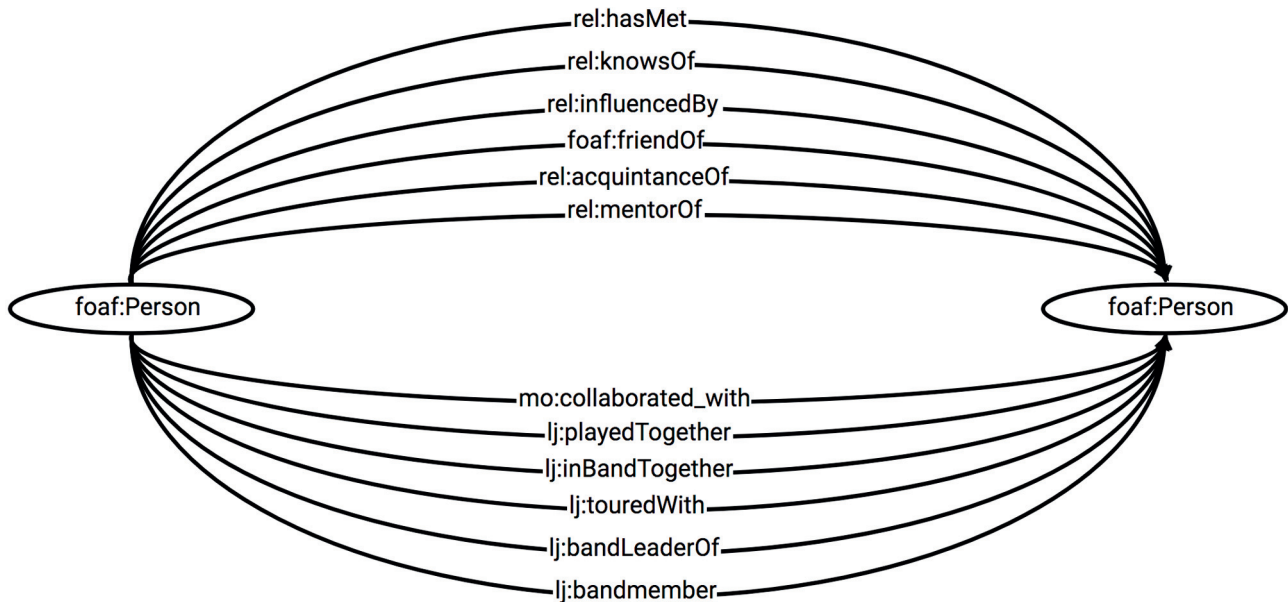 rel:hasMet
rel:knowsOf
rel:influencedBy
foaf:friendOf
rel:acquintanceOf
rel:mentorOf
foaf:Person
foaf:Person
mo:collaborated_with
lj:playedTogether
lj:inBandTogether
lj:touredWith
lj:bandLeaderOf
lj:bandmember